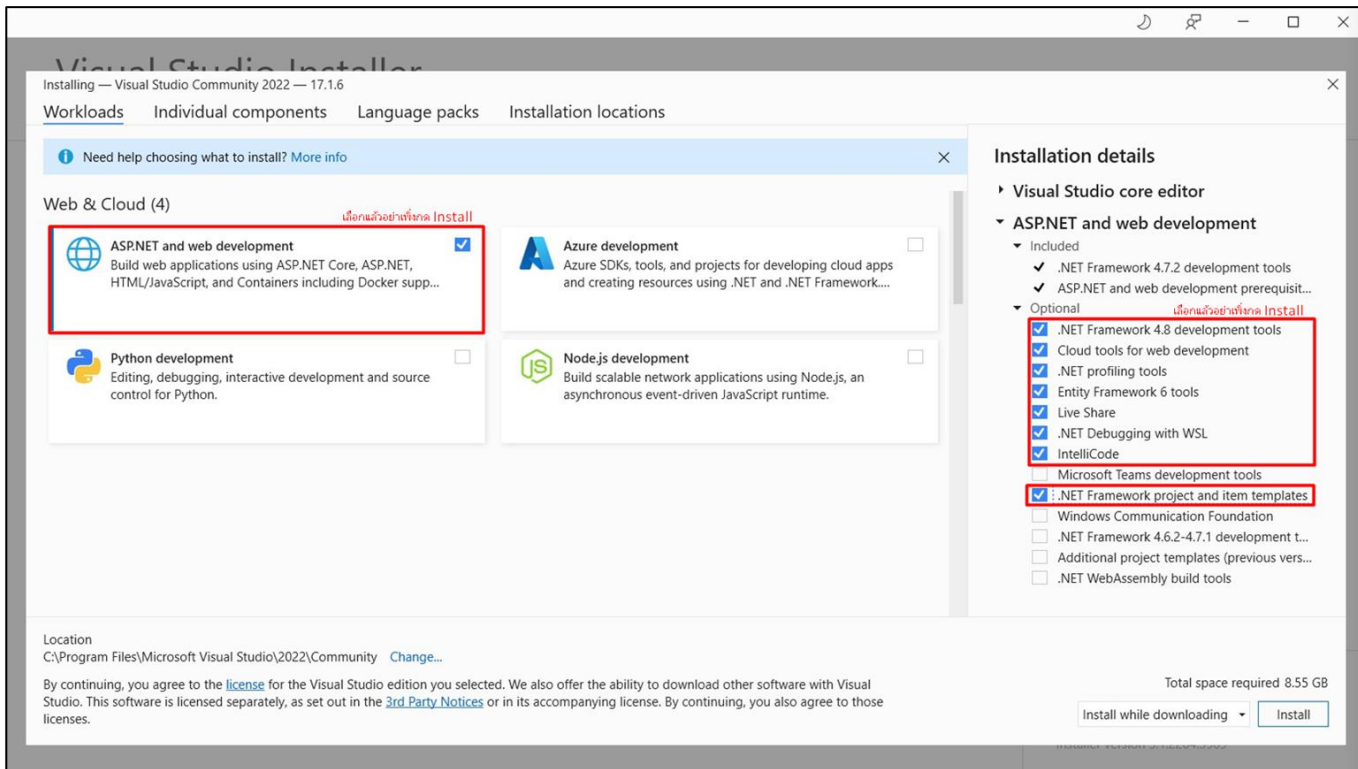 Visual Studio Installer
Installing — Visual Studio Community 2022 — 17.1.6
Workloads
Individual components
Language packs
Installation locations
Need help choosing what to install? More info
Web & Cloud (4)
เลือกแล้วอย่าเพิ่งกด Install
ASP.NET and web development
Build web applications using ASP.NET Core, ASP.NET,
HTML/JavaScript, and Containers including Docker supp...
Azure development
Azure SDKs, tools, and projects for developing cloud apps
and creating resources using .NET and .NET Framework....
Python development
Editing, debugging, interactive development and source
control for Python.
Node.js development
Build scalable network applications using Node.js, an
asynchronous event-driven JavaScript runtime.
Installation details
Visual Studio core editor
ASP.NET and web development
Included
.NET Framework 4.7.2 development tools
ASP.NET and web development prerequisit...
Optional
เลือกแล้วอย่าเพิ่งกด Install
.NET Framework 4.8 development tools
Cloud tools for web development
.NET profiling tools
Entity Framework 6 tools
Live Share
.NET Debugging with WSL
IntelliCode
Microsoft Teams development tools
.NET Framework project and item templates
Windows Communication Foundation
.NET Framework 4.6.2-4.7.1 development t...
Additional project templates (previous vers...
.NET WebAssembly build tools
Location
C:\Program Files\Microsoft Visual Studio\2022\Community Change...
By continuing, you agree to the license for the Visual Studio edition you selected. We also offer the ability to download other software with Visual
Studio. This software is licensed separately, as set out in the 3rd Party Notices or in its accompanying license. By continuing, you also agree to those
licenses.
Total space required 8.55 GB
Install while downloading
Install